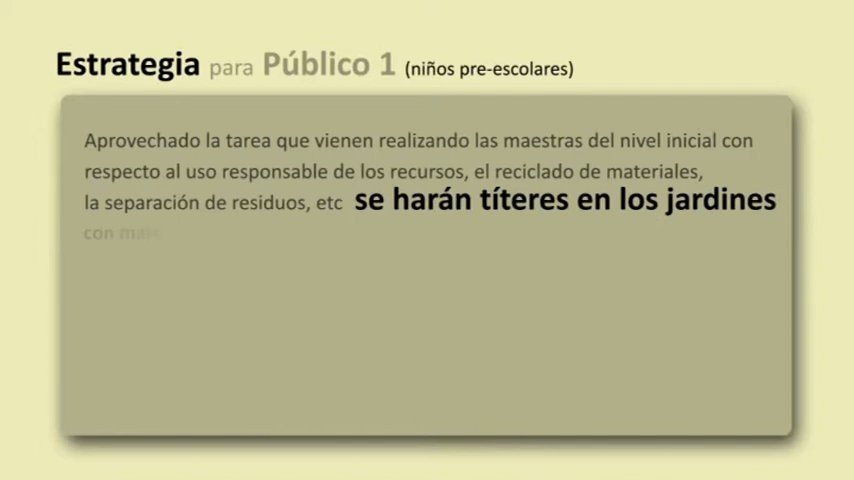 Estrategia para Público 1 (niños pre-escolares)
Aprovechado la tarea que vienen realizando las maestras del nivel inicial con
respecto al uso responsable de los recursos, el reciclado de materiales,
la separación de residuos, etc se harán títeres en los jardines
con